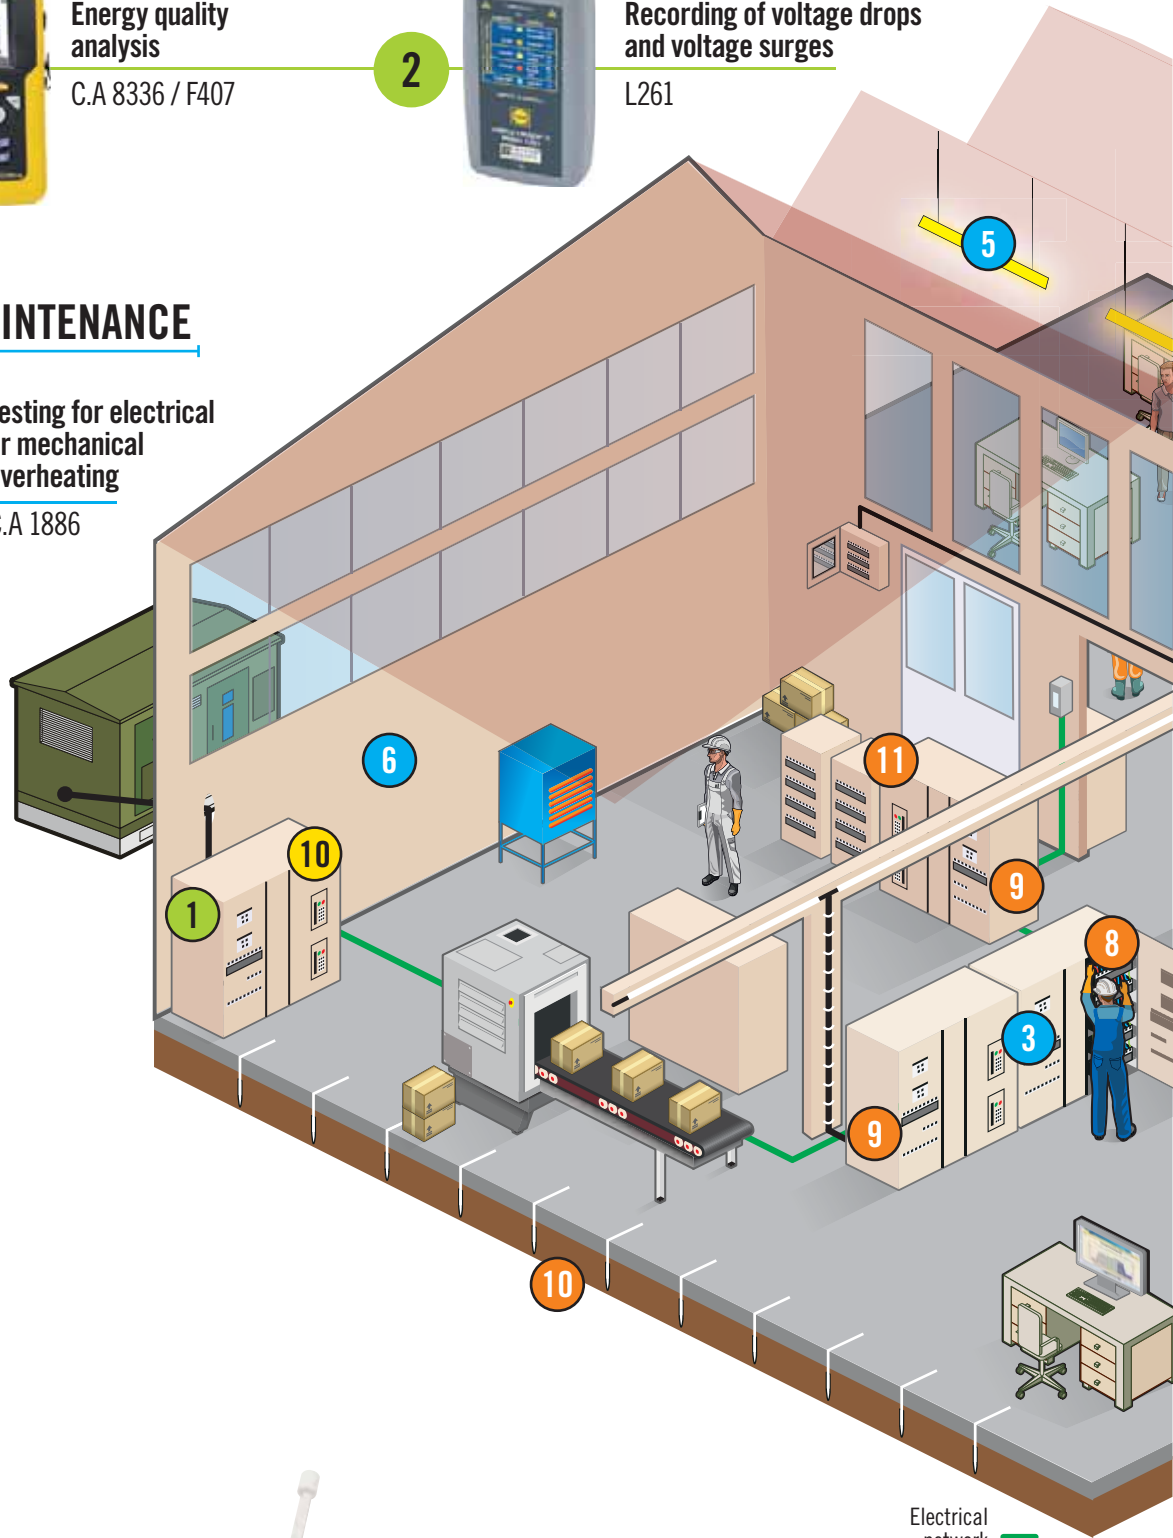 Energy quality
analysis
C.A 8336 / F407
2
Recording of voltage drops
and voltage surges
L261
5
INTENANCE
esting for electrical
r mechanical
verheating
C.A 1886
6
11
10
1
9
8
3
9
10
Electrical
network